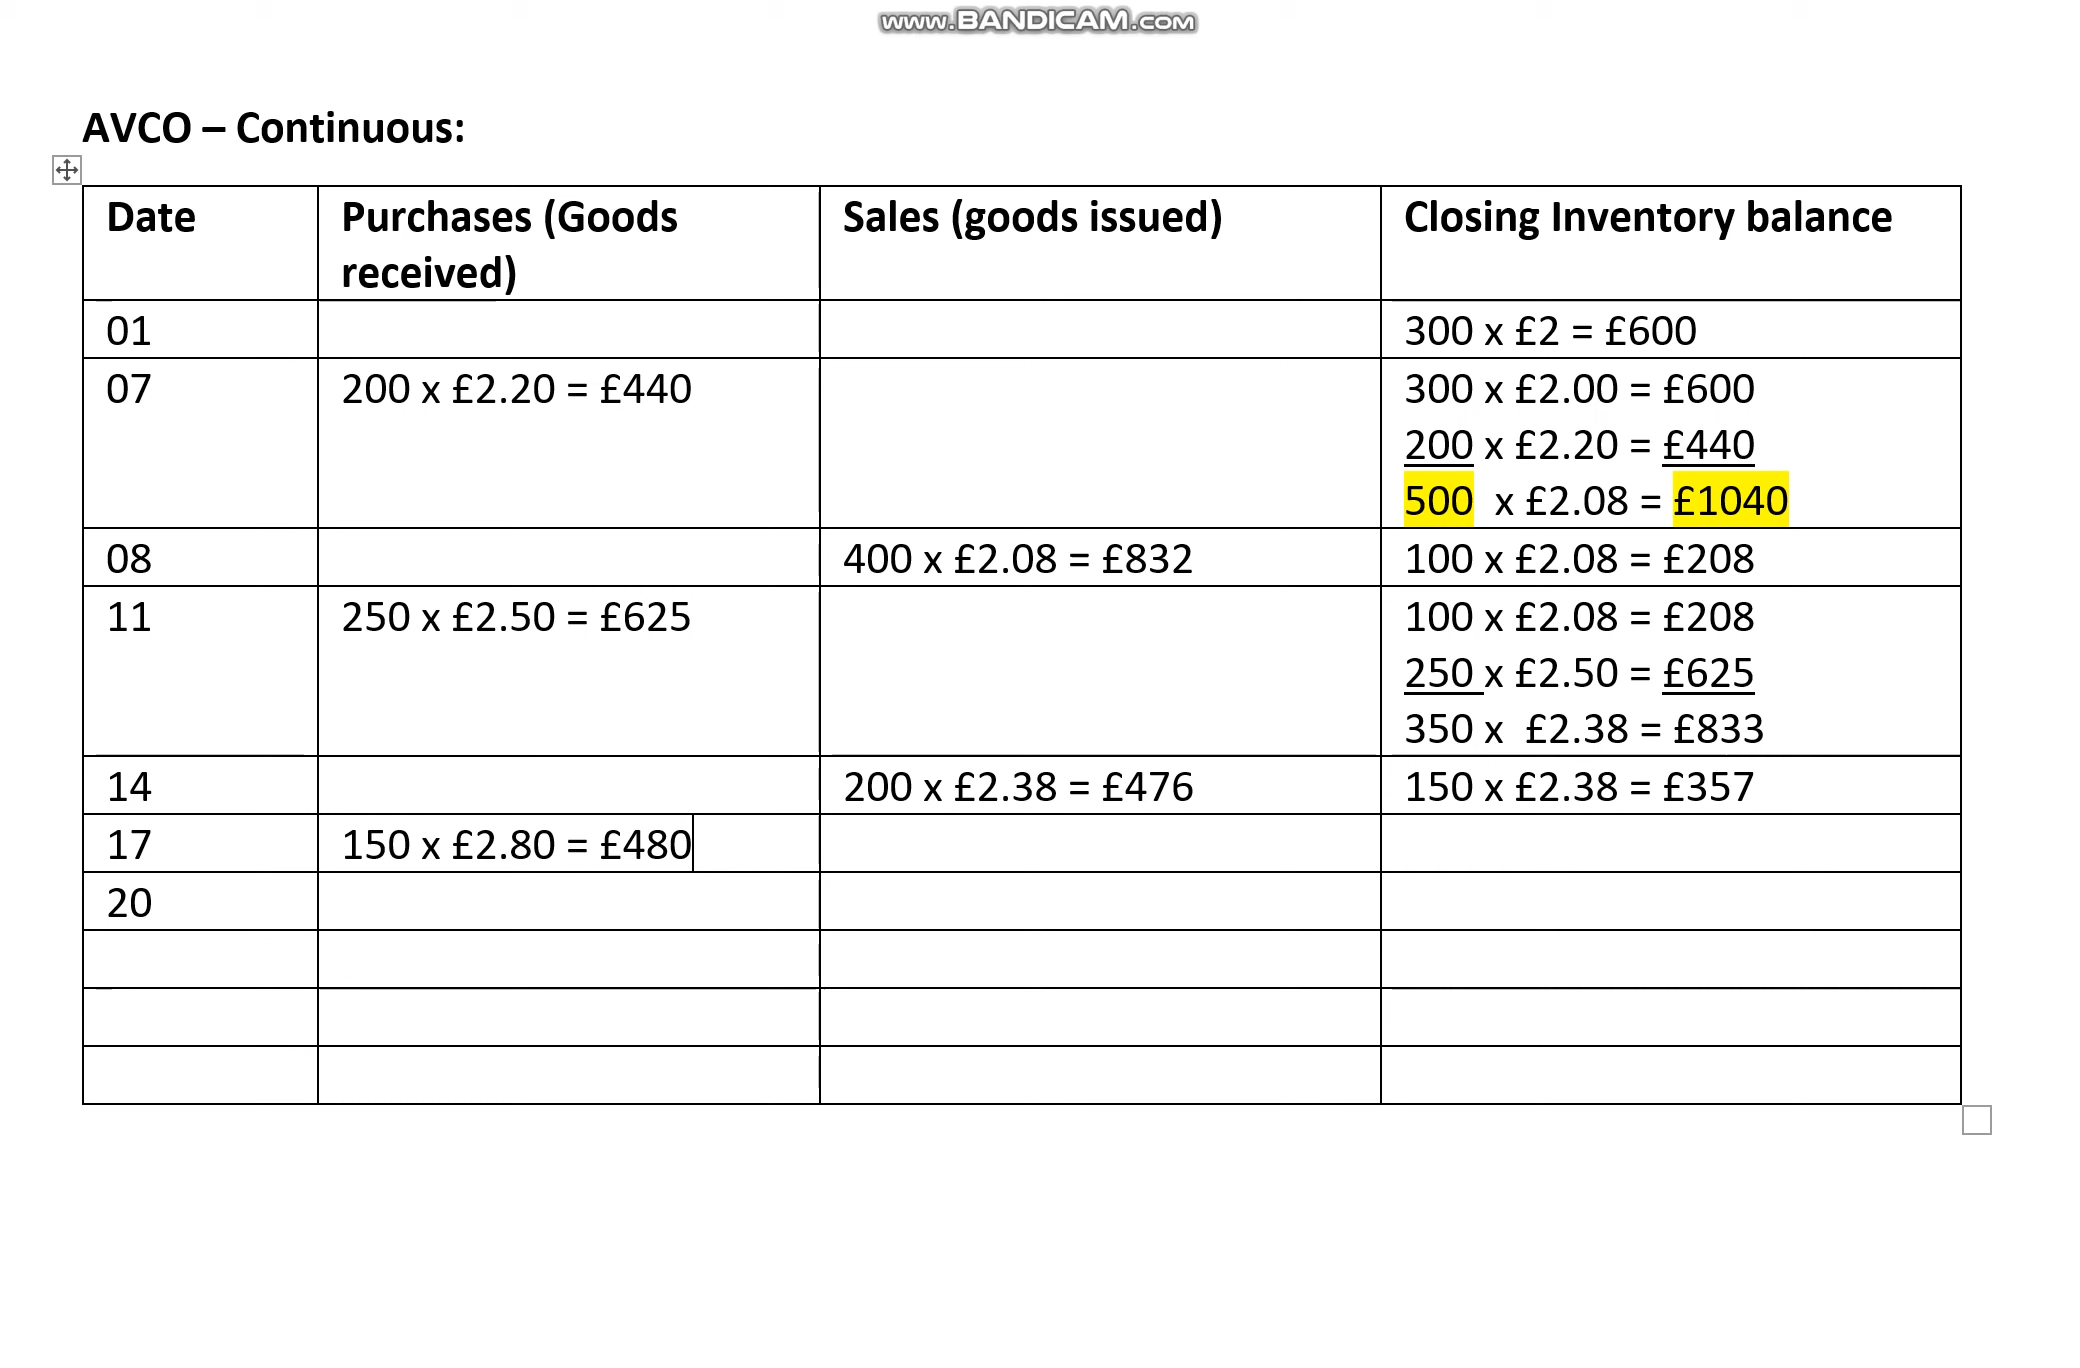 www.BANDICAM.com
AVCO – Continuous:
Date
Purchases (Goods
received)
Sales (goods issued)
Closing Inventory balance
01
300 x £2 = £600
07
200 x £2.20 = £440
300 x £2.00 = £600
200 x £2.20 = £440
500 x £2.08 = £1040
08
400 x £2.08 = £832
100 x £2.08 = £208
11
250 x £2.50 = £625
100 x £2.08 = £208
250 x £2.50 = £625
350 x £2.38 = £833
14
200 x £2.38 = £476
150 x £2.38 = £357
17
150 x £2.80 = £480
20